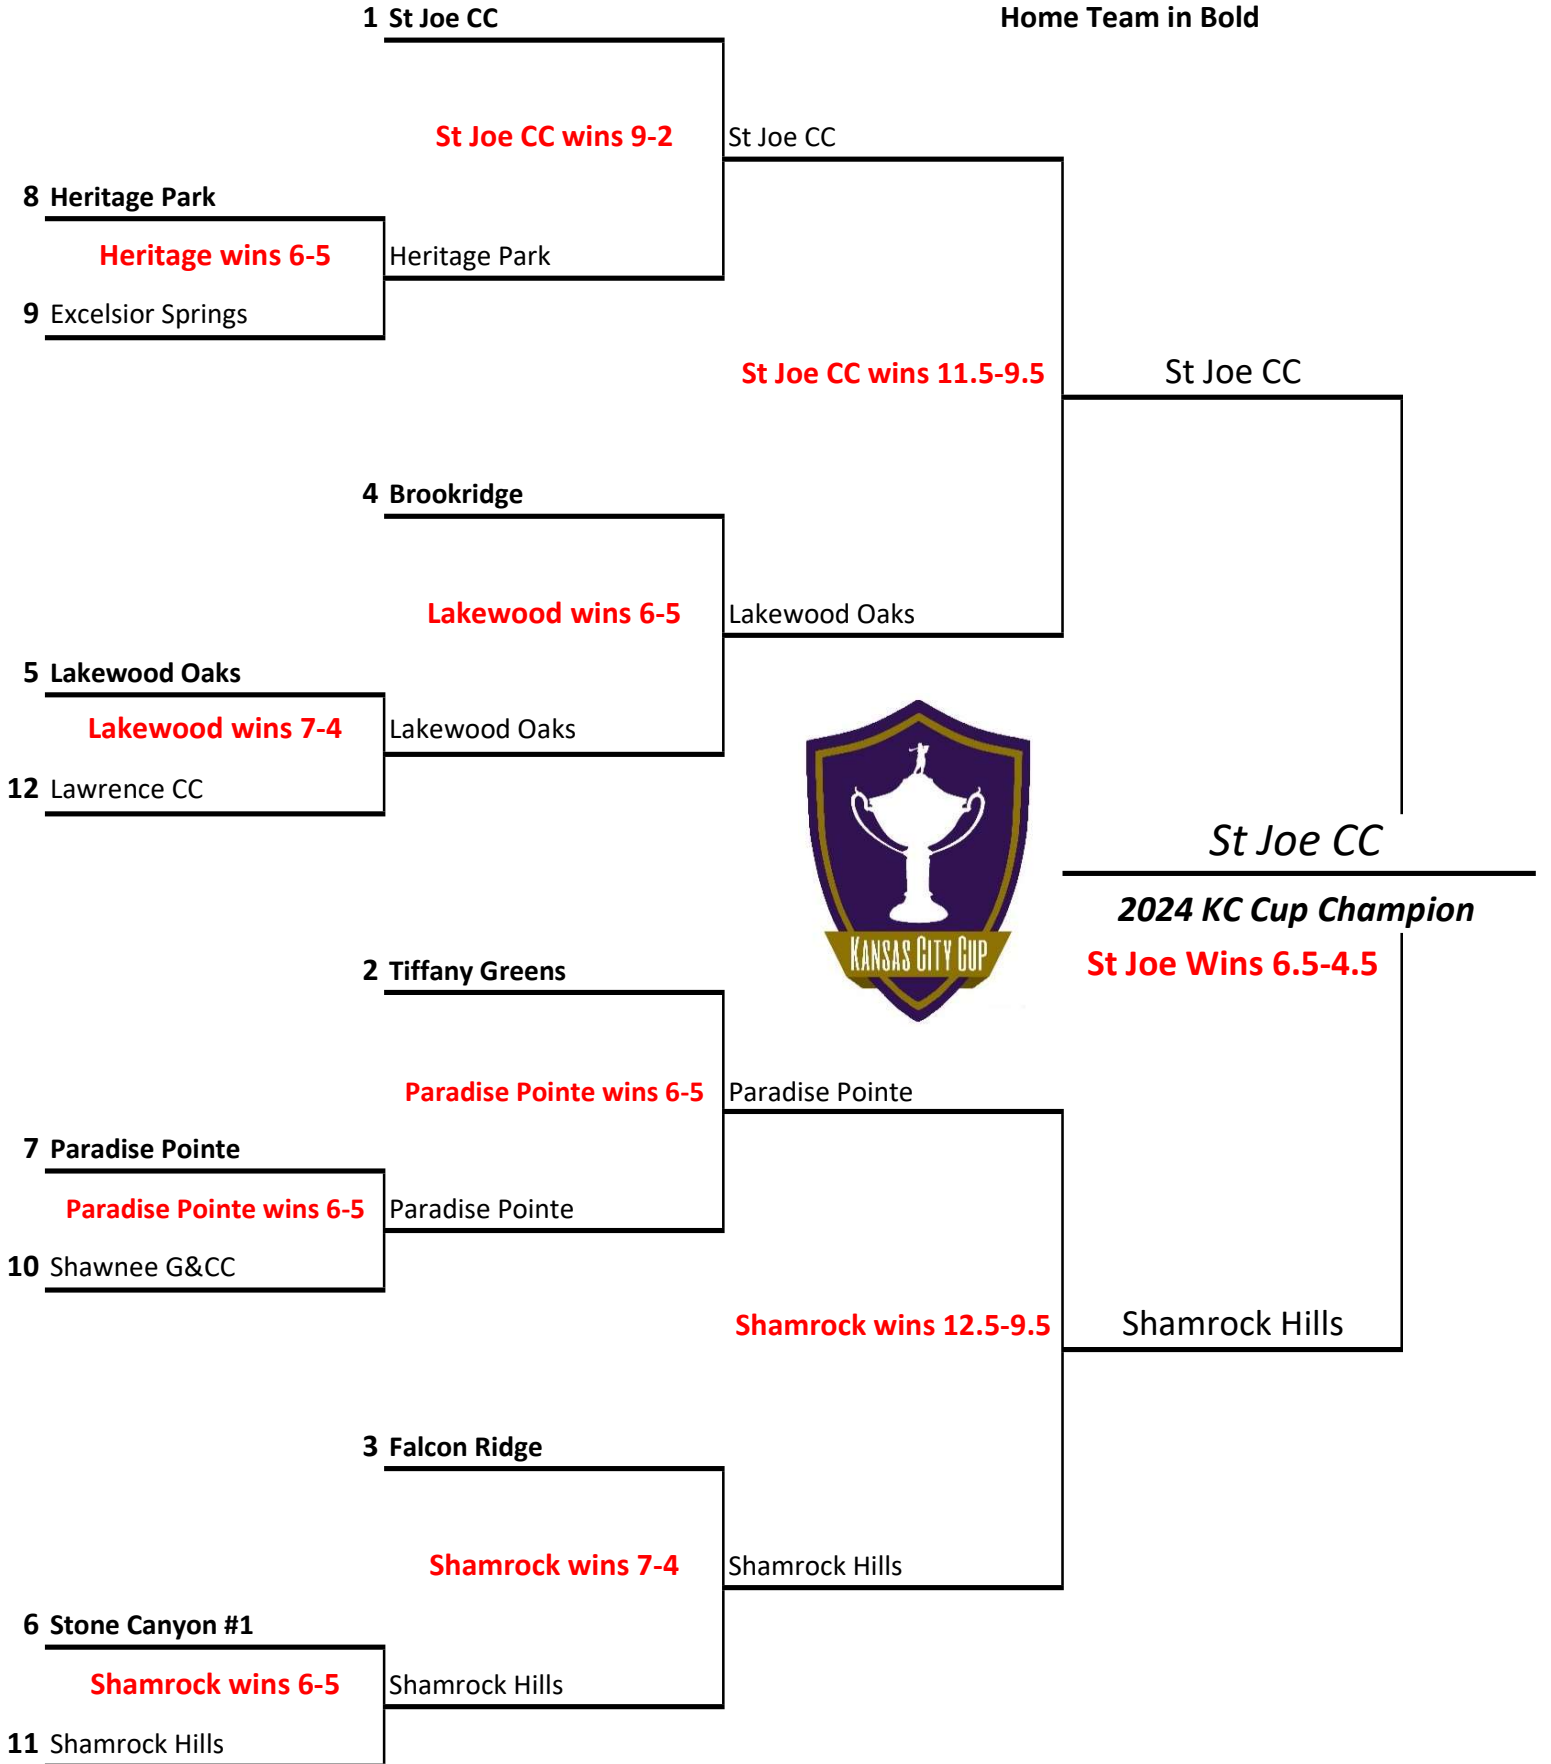 1 St Joe CC
Home Team in Bold
St Joe CC wins 9-2
St Joe CC
8 Heritage Park
Heritage wins 6-5
Heritage Park
9 Excelsior Springs
St Joe CC wins 11.5-9.5
St Joe CC
4 Brookridge
Lakewood wins 6-5
Lakewood Oaks
5 Lakewood Oaks
Lakewood wins 7-4
Lakewood Oaks
12 Lawrence CC
St Joe CC
2024 KC Cup Champion
St Joe Wins 6.5-4.5
KANSAS CITY CUP
2 Tiffany Greens
Paradise Pointe wins 6-5
Paradise Pointe
7 Paradise Pointe
Paradise Pointe wins 6-5
Paradise Pointe
10 Shawnee G&CC
Shamrock wins 12.5-9.5
Shamrock Hills
3 Falcon Ridge
Shamrock wins 7-4
Shamrock Hills
6 Stone Canyon #1
Shamrock wins 6-5
Shamrock Hills
11 Shamrock Hills